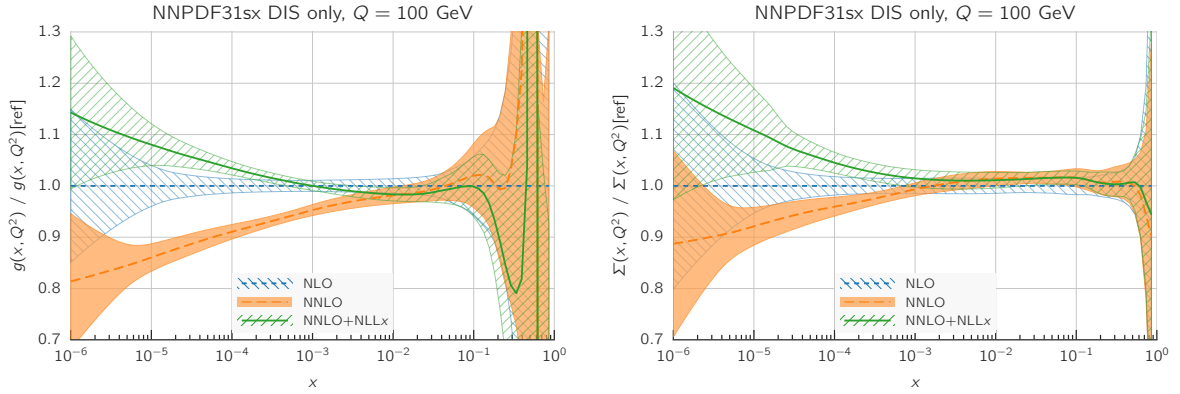 NNPDF31sx DIS only, Q = 100 GeV
g(x, Q²) / g(x, Q²)[ref]
1.3
1.2
1.1
1.0
0.9
0.8
0.7
NLO
NNLO
NNLO+NLLx
10⁻⁶ 10⁻⁵ 10⁻⁴ 10⁻³ 10⁻² 10⁻¹ 10⁰
x
NNPDF31sx DIS only, Q = 100 GeV
Σ(x, Q²) / Σ(x, Q²)[ref]
1.3
1.2
1.1
1.0
0.9
0.8
0.7
NLO
NNLO
NNLO+NLLx
10⁻⁶ 10⁻⁵ 10⁻⁴ 10⁻³ 10⁻² 10⁻¹ 10⁰
x